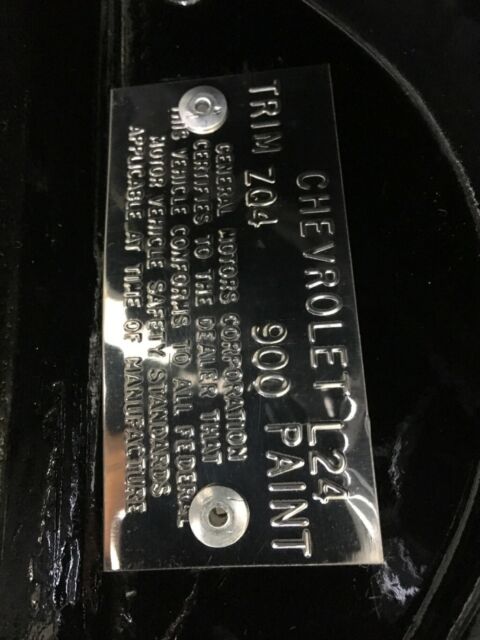 CHEVROLET L24
TRIM ZQ4 900 PAINT
GENERAL MOTORS CORPORATION
CERTIFIES TO THE DEALER THAT
THIS VEHICLE CONFORMS TO ALL FEDERAL
MOTOR VEHICLE SAFETY STANDARDS
APPLICABLE AT TIME OF MANUFACTURE